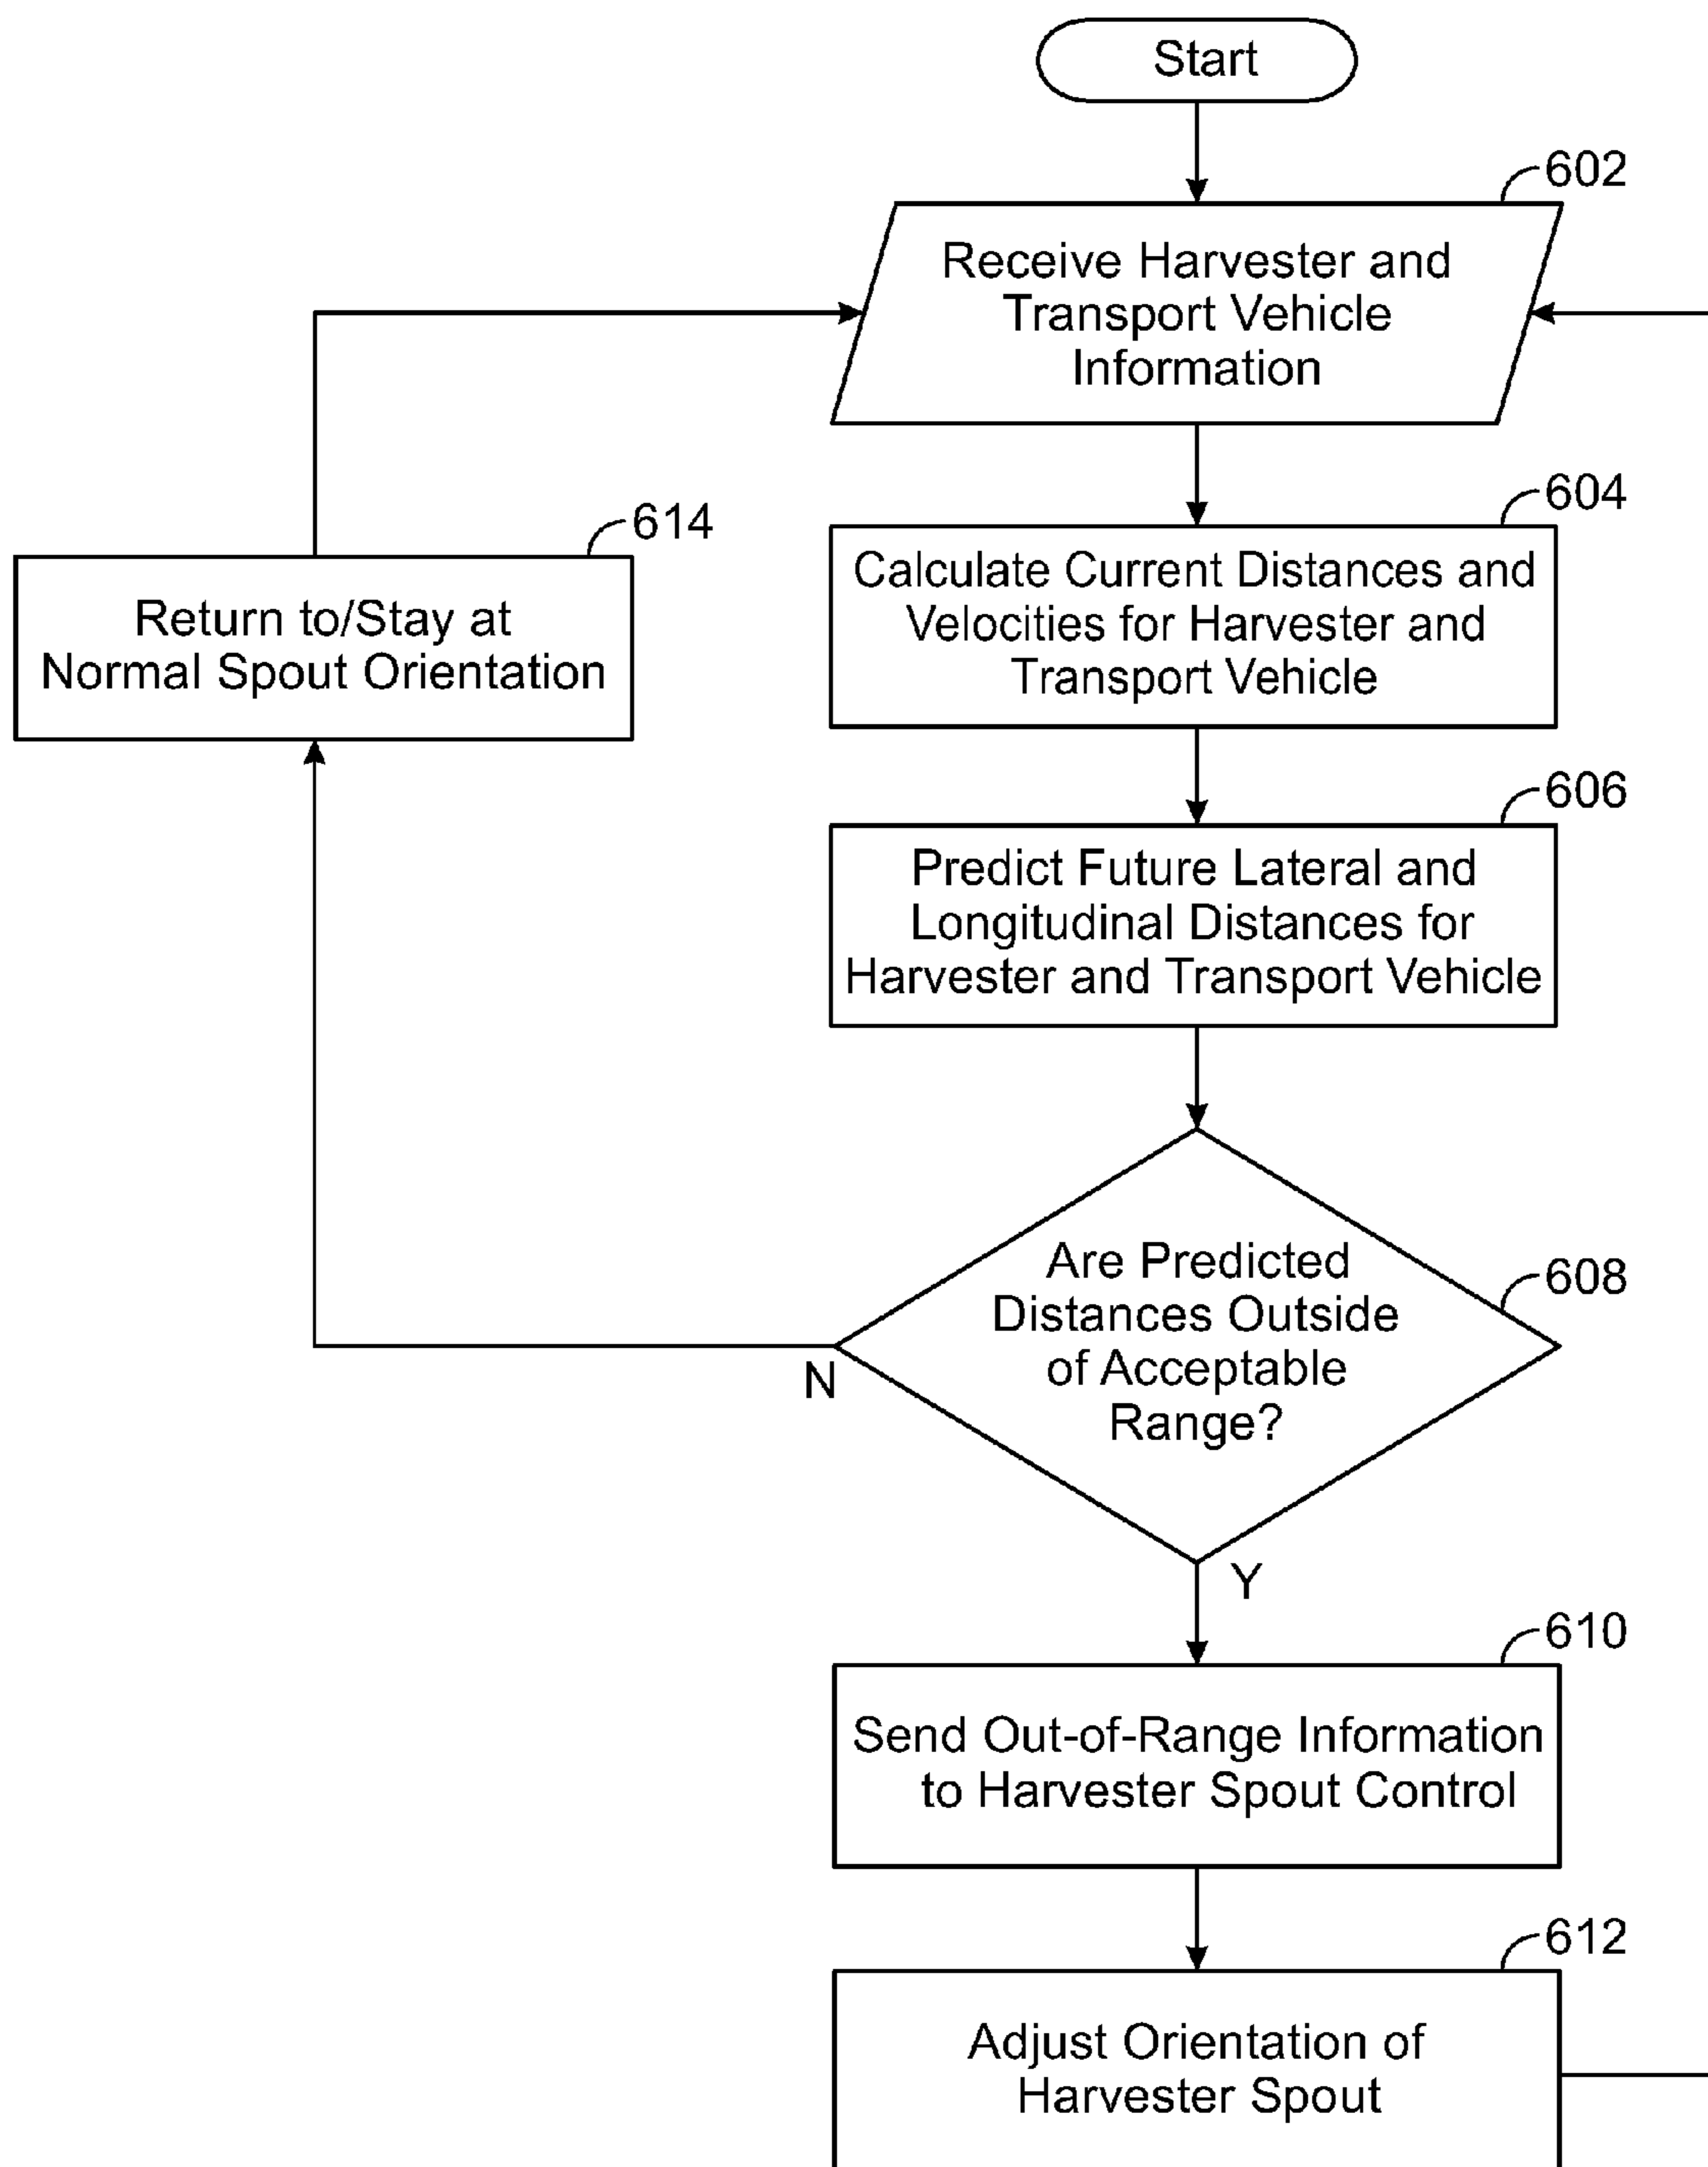 Start
602
Receive Harvester and
Transport Vehicle
Information
604
Calculate Current Distances and
Velocities for Harvester and
Transport Vehicle
614
Return to/Stay at
Normal Spout Orientation
606
Predict Future Lateral and
Longitudinal Distances for
Harvester and Transport Vehicle
608
Are Predicted
Distances Outside
of Acceptable
Range?
N
Y
610
Send Out-of-Range Information
to Harvester Spout Control
612
Adjust Orientation of
Harvester Spout